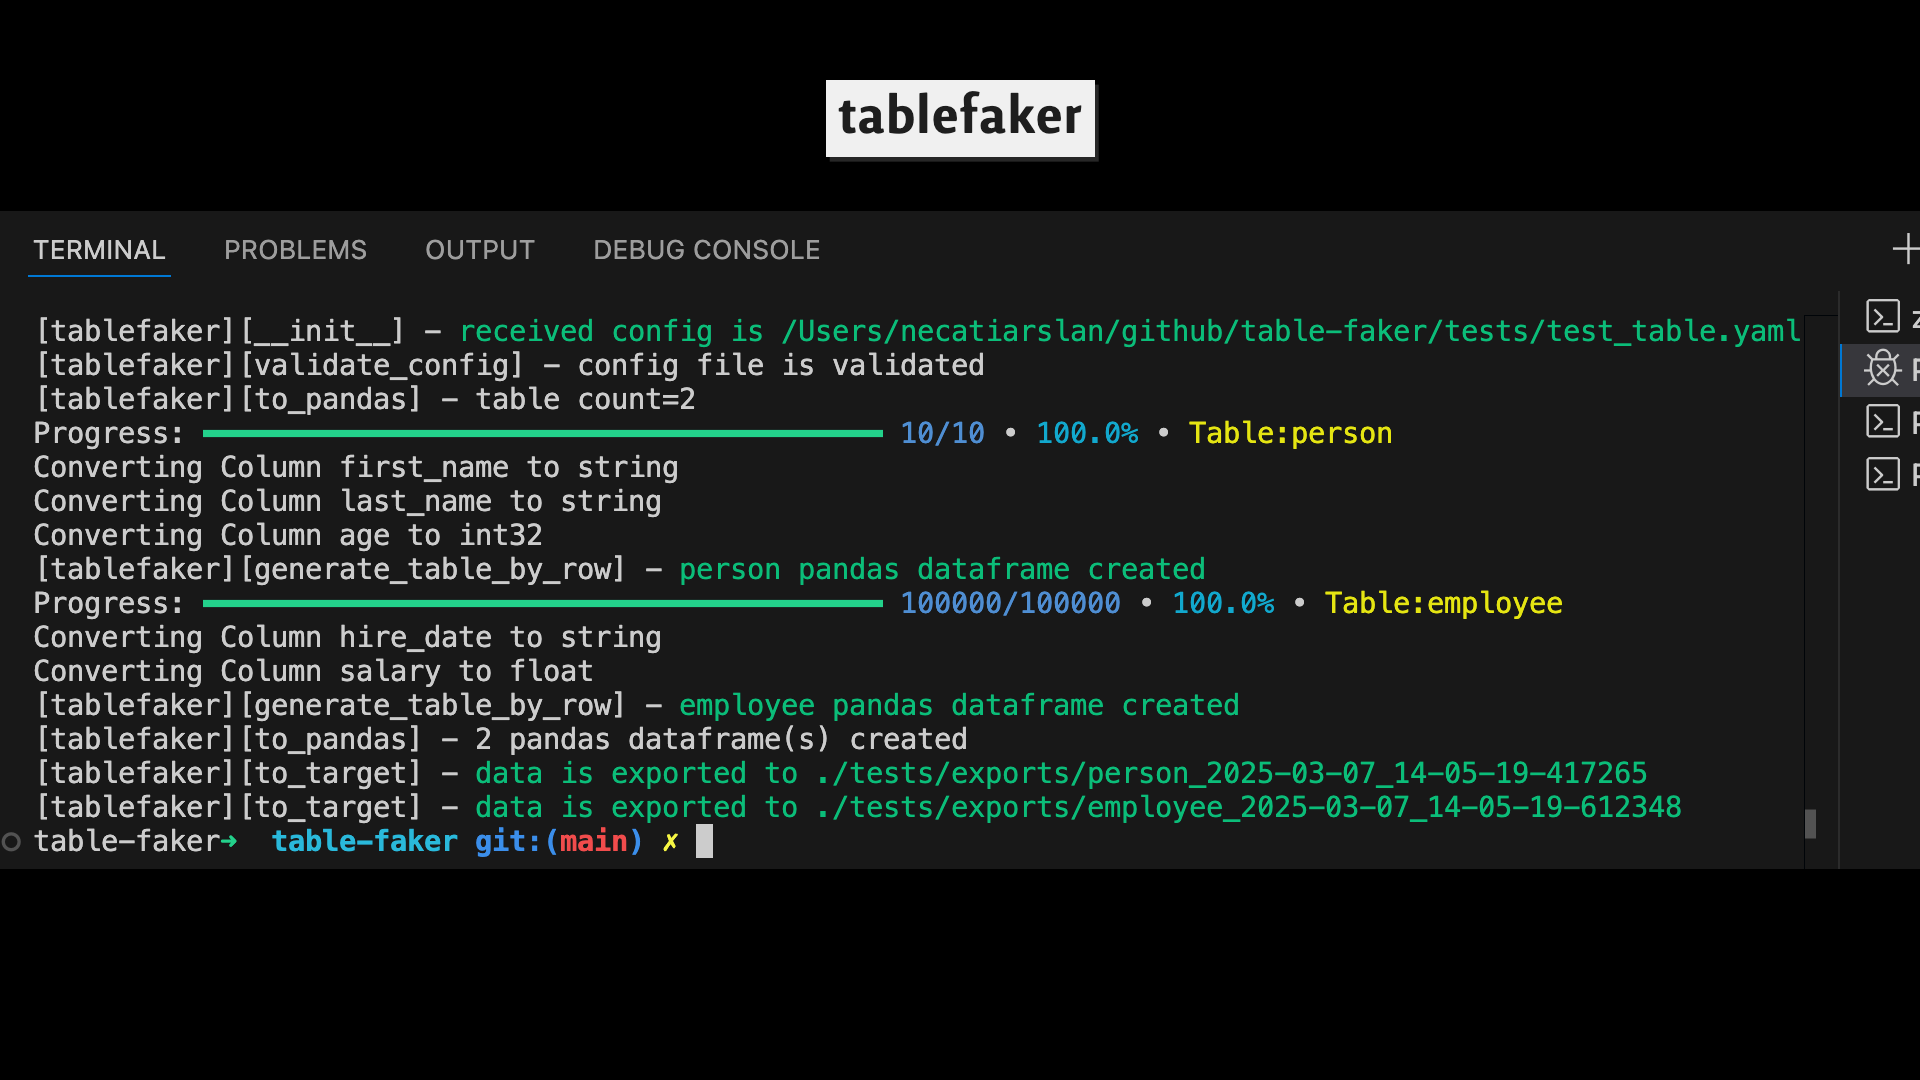 tablefaker
TERMINAL PROBLEMS OUTPUT DEBUG CONSOLE
[tablefaker][__init__] - received config is /Users/necatiarslan/github/table-faker/tests/test_table.yaml
[tablefaker][validate_config] - config file is validated
[tablefaker][to_pandas] - table count=2
Progress: 10/10 • 100.0% • Table:person
Converting Column first_name to string
Converting Column last_name to string
Converting Column age to int32
[tablefaker][generate_table_by_row] - person pandas dataframe created
Progress: 100000/100000 • 100.0% • Table:employee
Converting Column hire_date to string
Converting Column salary to float
[tablefaker][generate_table_by_row] - employee pandas dataframe created
[tablefaker][to_pandas] - 2 pandas dataframe(s) created
[tablefaker][to_target] - data is exported to ./tests/exports/person_2025-03-07_14-05-19-417265
[tablefaker][to_target] - data is exported to ./tests/exports/employee_2025-03-07_14-05-19-612348
table-faker➜ table-faker git:(main) ✗